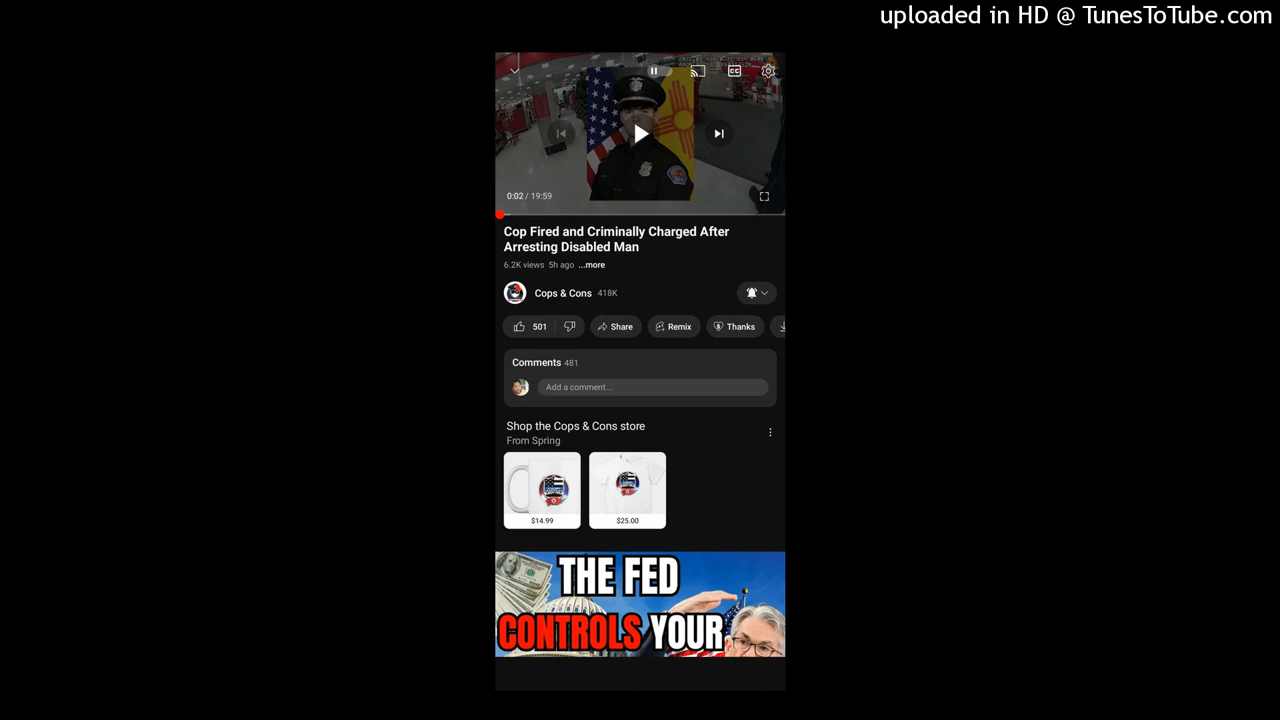 uploaded in HD @ TunesToTube.com
0:02 / 19:59
Cop Fired and Criminally Charged After
Arresting Disabled Man
6.2K views 5h ago ...more
Cops & Cons 418K
501 Share Remix Thanks
Comments 481
Add a comment...
Shop the Cops & Cons store
From Spring
$14.99 $25.00
THE FED
CONTROLS YOUR